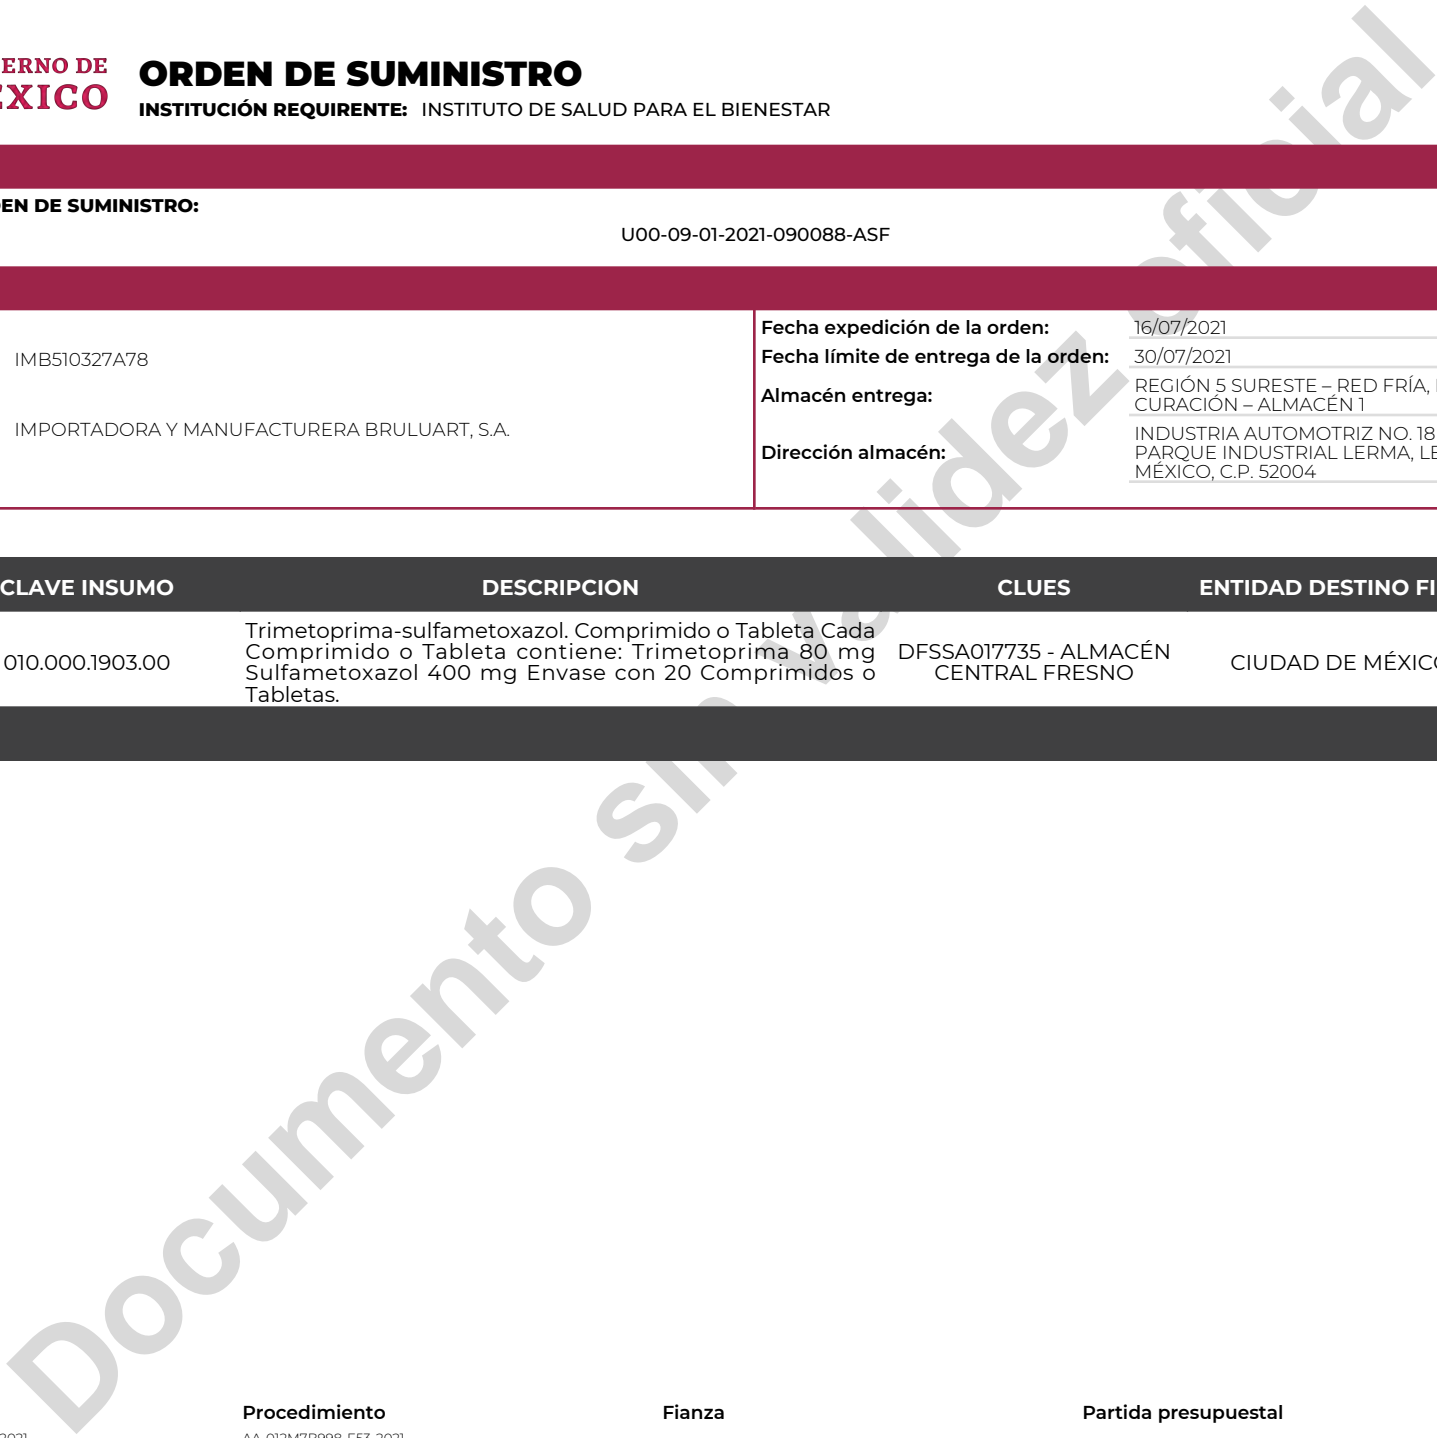 ERNO DE
ÉXICO
ORDEN DE SUMINISTRO
INSTITUCIÓN REQUIRENTE: INSTITUTO DE SALUD PARA EL BIENESTAR
EN DE SUMINISTRO:
U00-09-01-2021-090088-ASF
IMB510327A78
IMPORTADORA Y MANUFACTURERA BRULUART, S.A.
Fecha expedición de la orden: 16/07/2021
Fecha límite de entrega de la orden: 30/07/2021
Almacén entrega: REGIÓN 5 SURESTE – RED FRÍA,
CURACIÓN – ALMACÉN 1
Dirección almacén: INDUSTRIA AUTOMOTRIZ NO. 18
PARQUE INDUSTRIAL LERMA, LE
MÉXICO, C.P. 52004
CLAVE INSUMO DESCRIPCION CLUES ENTIDAD DESTINO FI
010.000.1903.00
Trimetoprima-sulfametoxazol. Comprimido o Tableta Cada
Comprimido o Tableta contiene: Trimetoprima 80 mg
Sulfametoxazol 400 mg Envase con 20 Comprimidos o
Tabletas.
DFSSA017735 - ALMACÉN
CENTRAL FRESNO
CIUDAD DE MÉXICO
Documento sin validez oficial
Procedimiento Fianza Partida presupuestal